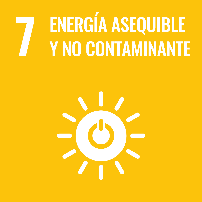 7 ENERGÍA ASEQUIBLE
Y NO CONTAMINANTE